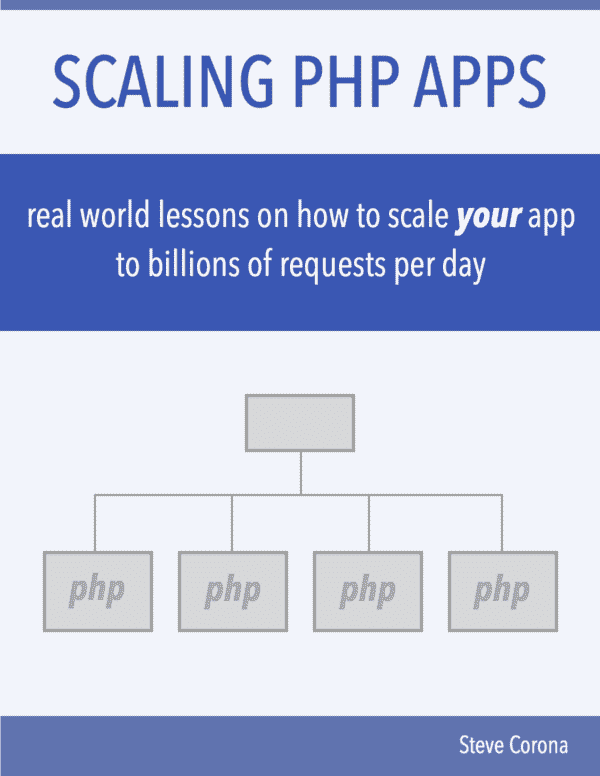 SCALING PHP APPS
real world lessons on how to scale your app
to billions of requests per day
php php php php
Steve Corona